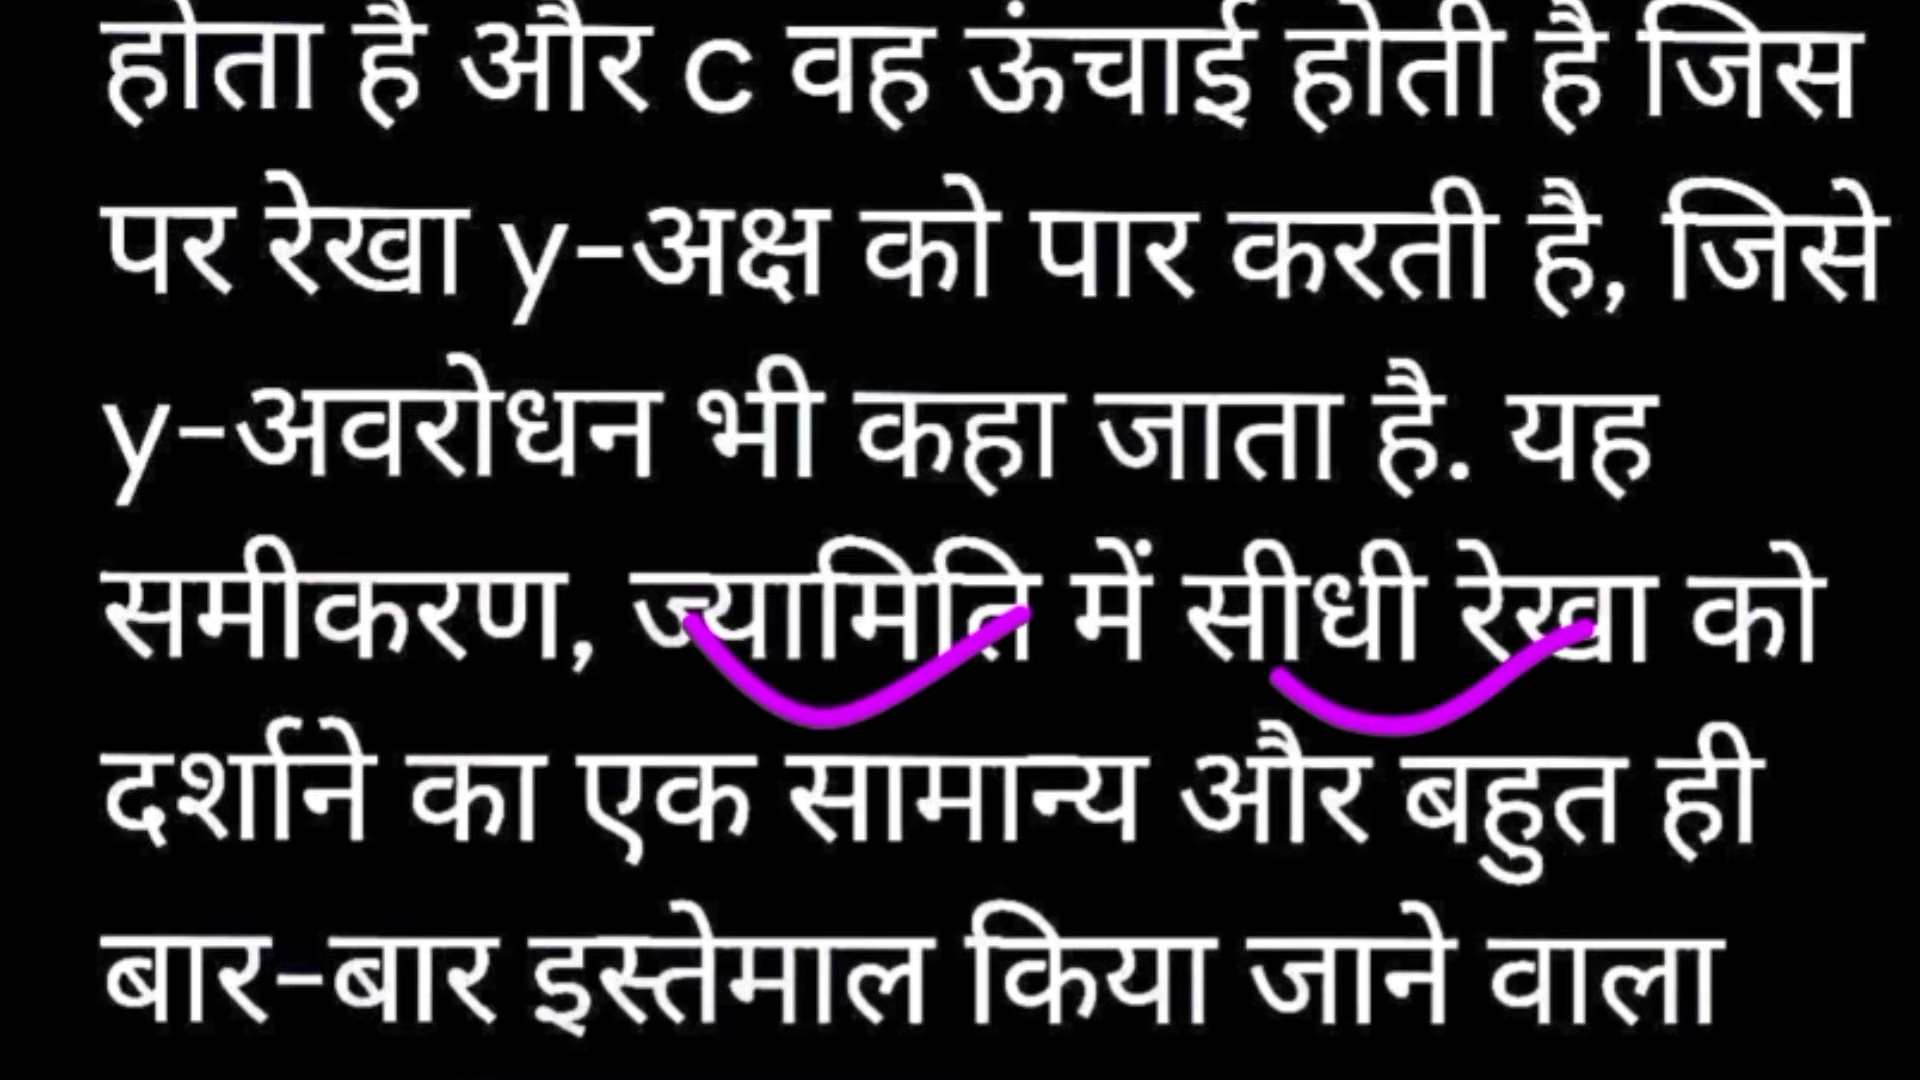 होता है और c वह ऊंचाई होती है जिस
पर रेखा y-अक्ष को पार करती है, जिसे
y-अवरोधन भी कहा जाता है. यह
समीकरण, ज्यामिति में सीधी रेखा को
दर्शाने का एक सामान्य और बहुत ही
बार-बार इस्तेमाल किया जाने वाला